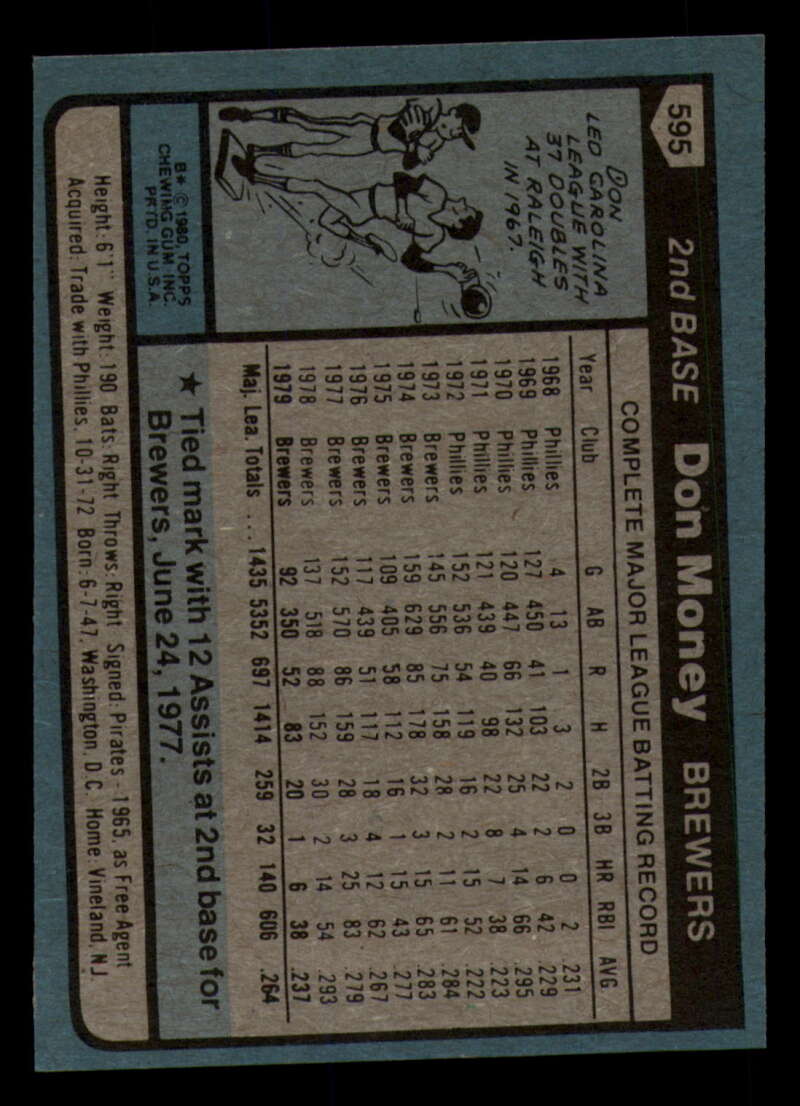 595
2nd BASE Don Money BREWERS
DON
LED CAROLINA
LEAGUE WITH
37 DOUBLES
AT RALEIGH
IN 1967.
COMPLETE MAJOR LEAGUE BATTING RECORD
Year Club G AB R H 2B 3B HR RBI AVG
1968 Phillies 4 13 1 3 2 0 0 2 .231
1969 Phillies 127 450 41 103 22 2 6 42 .229
1970 Phillies 120 447 66 132 25 4 14 66 .295
1971 Phillies 121 439 40 98 22 8 7 38 .223
1972 Phillies 152 536 54 119 16 2 15 52 .222
1973 Brewers 145 556 75 158 28 2 11 61 .284
1974 Brewers 159 629 85 178 32 3 15 65 .283
1975 Brewers 109 405 58 112 16 1 15 43 .277
1976 Brewers 117 439 51 117 18 4 12 62 .267
1977 Brewers 152 570 86 159 28 3 25 83 .279
1978 Brewers 137 518 88 152 30 2 14 54 .293
1979 Brewers 92 350 52 83 20 1 6 38 .237
Maj. Lea. Totals .... 1435 5352 697 1414 259 32 140 606 .264
B* © 1980, TOPPS
CHEWING GUM, INC.
PRTD. IN U.S.A.
★ Tied mark with 12 Assists at 2nd base for
Brewers, June 24, 1977.
Height: 6'1" Weight: 190 Bats: Right Throws: Right Signed: Pirates - 1965, as Free Agent
Acquired: Trade with Phillies, 10-31-72 Born: 6-7-47, Washington, D.C. Home: Vineland, N.J.